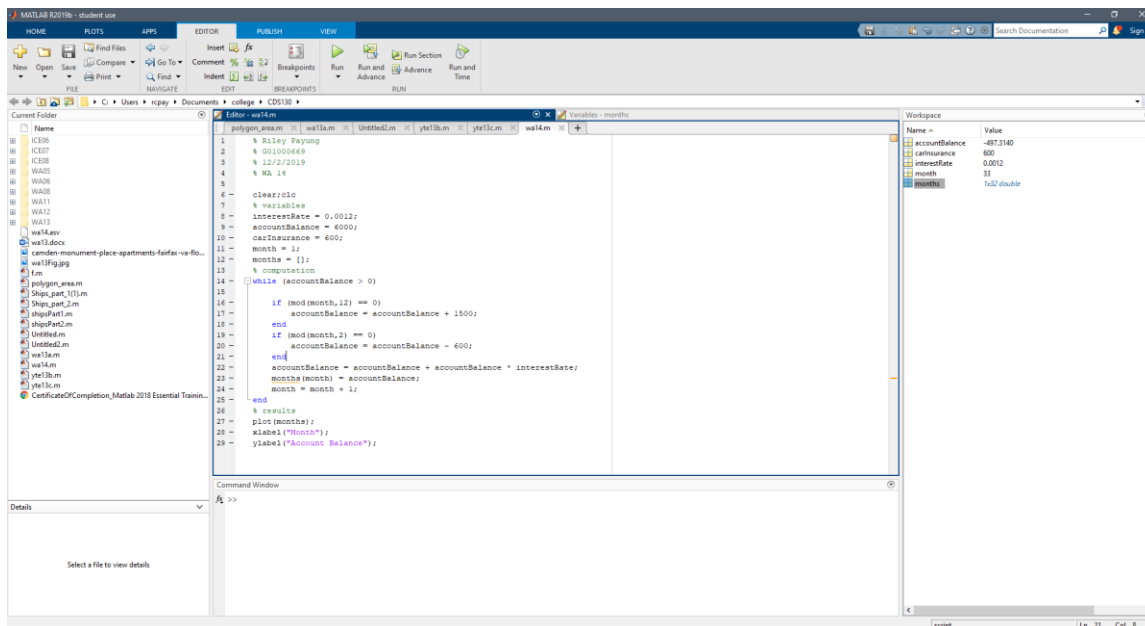 MATLAB R2019b - student use
HOME PLOTS APPS EDITOR PUBLISH VIEW
Search Documentation Sign
New Open Save Find Files Compare Print
Go To Find
Insert fx
Comment %
Indent
Breakpoints Run Run and Advance Run Section Advance Run and Time
FILE NAVIGATE EDIT BREAKPOINTS RUN
C: Users rcpay Documents college CDS130
Current Folder
Name
ICE06
ICE07
ICE08
WA05
WA06
WA08
WA11
WA12
WA13
wa14.asv
wa13.docx
camden-monument-place-apartments-fairfax-va-flo...
wa13Fig.jpg
f.m
polygon_area.m
Ships_part_1(1).m
Ships_part_2.m
shipsPart1.m
shipsPart2.m
Untitled.m
Untitled2.m
wa13a.m
wa14.m
yte13b.m
yte13c.m
CertificateOfCompletion_Matlab 2018 Essential Trainin...
Details
Select a file to view details
Editor - wa14.m Variables - months
polygon_area.m wa13a.m Untitled2.m yte13b.m yte13c.m wa14.m +
1 % Riley Payung
2 % G01000669
3 % 12/2/2019
4 % WA 14
5
6 - clear;clc
7 % variables
8 - interestRate = 0.0012;
9 - accountBalance = 6000;
10 - carInsurance = 600;
11 - month = 1;
12 - months = [];
13 % computation
14 - while (accountBalance > 0)
15
16 - if (mod(month,12) == 0)
17 - accountBalance = accountBalance + 1500;
18 - end
19 - if (mod(month,2) == 0)
20 - accountBalance = accountBalance - 600;
21 - end
22 - accountBalance = accountBalance + accountBalance * interestRate;
23 - months(month) = accountBalance;
24 - month = month + 1;
25 - end
26 % results
27 - plot(months);
28 - xlabel("Month");
29 - ylabel("Account Balance");
Command Window
fx >>
Workspace
Name Value
accountBalance -497.3140
carInsurance 600
interestRate 0.0012
month 33
months 1x32 double
script Ln 21 Col 8